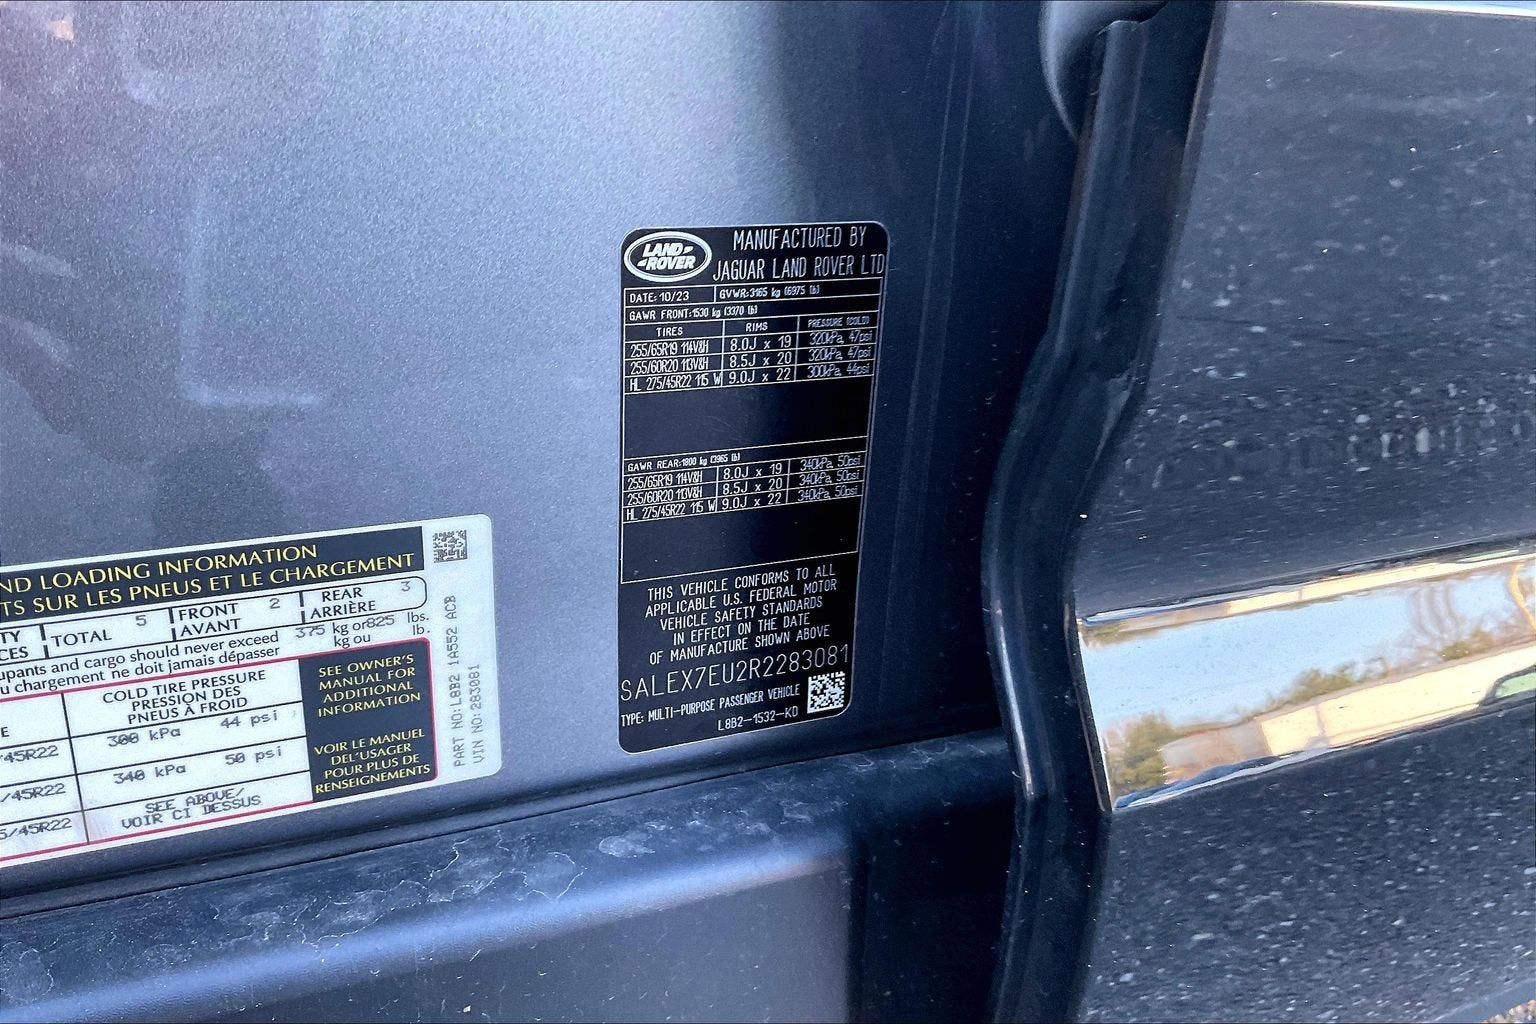 LAND ROVER
MANUFACTURED BY
JAGUAR LAND ROVER LTD
DATE: 10/23 GVWR: 3165 kg (6975 lb)
GAWR FRONT: 1530 kg (3370 lb)
TIRES RIMS PRESSURE (COLD)
255/65R19 114V&H 8.0J x 19 320kPa, 47psi
255/60R20 113V&H 8.5J x 20 320kPa, 47psi
HL 275/45R22 115 W 9.0J x 22 300kPa, 44psi
GAWR REAR: 1800 kg (3965 lb)
255/65R19 114V&H 8.0J x 19 340kPa, 50psi
255/60R20 113V&H 8.5J x 20 340kPa, 50psi
HL 275/45R22 115 W 9.0J x 22 340kPa, 50psi
THIS VEHICLE CONFORMS TO ALL
APPLICABLE U.S. FEDERAL MOTOR
VEHICLE SAFETY STANDARDS
IN EFFECT ON THE DATE
OF MANUFACTURE SHOWN ABOVE
SALEX7EU2R2283081
TYPE: MULTI-PURPOSE PASSENGER VEHICLE
L8B2-1532-KD
ND LOADING INFORMATION
TS SUR LES PNEUS ET LE CHARGEMENT
TY TOTAL 5 FRONT 2 REAR 3
CES AVANT ARRIÈRE
upants and cargo should never exceed 375 kg or 825 lbs.
u chargement ne doit jamais dépasser kg ou lb.
E COLD TIRE PRESSURE
PRESSION DES
PNEUS À FROID
/45R22 300 kPa 44 psi
/45R22 340 kPa 50 psi
5/45R22 SEE ABOVE/
VOIR CI DESSUS
SEE OWNER'S
MANUAL FOR
ADDITIONAL
INFORMATION
VOIR LE MANUEL
DEL'USAGER
POUR PLUS DE
RENSEIGNEMENTS
PART NO: L8B2 1A552 ACB
VIN NO: 283081